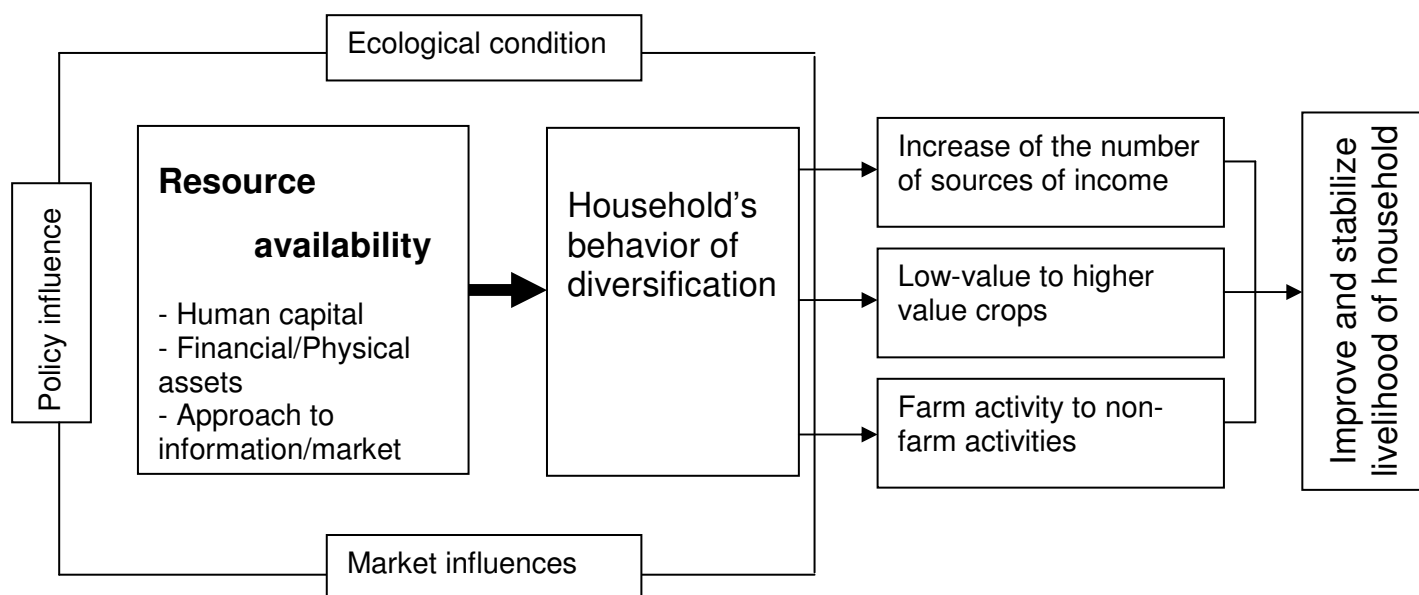 Ecological condition
Policy influence
Resource
availability
- Human capital
- Financial/Physical
assets
- Approach to
information/market
Household's
behavior of
diversification
Increase of the number
of sources of income
Low-value to higher
value crops
Farm activity to non-
farm activities
Improve and stabilize
livelihood of household
Market influences